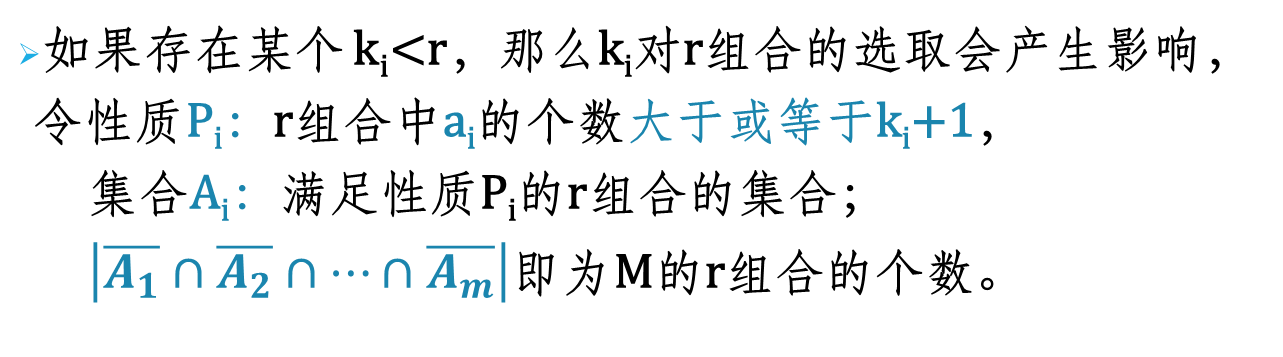 ➢如果存在某个kᵢ<r，那么kᵢ对r组合的选取会产生影响，
令性质Pᵢ：r组合中aᵢ的个数大于或等于kᵢ+1，
集合Aᵢ：满足性质Pᵢ的r组合的集合；
|A̅₁ ∩ A̅₂ ∩ ⋯ ∩ A̅ₘ| 即为M的r组合的个数。